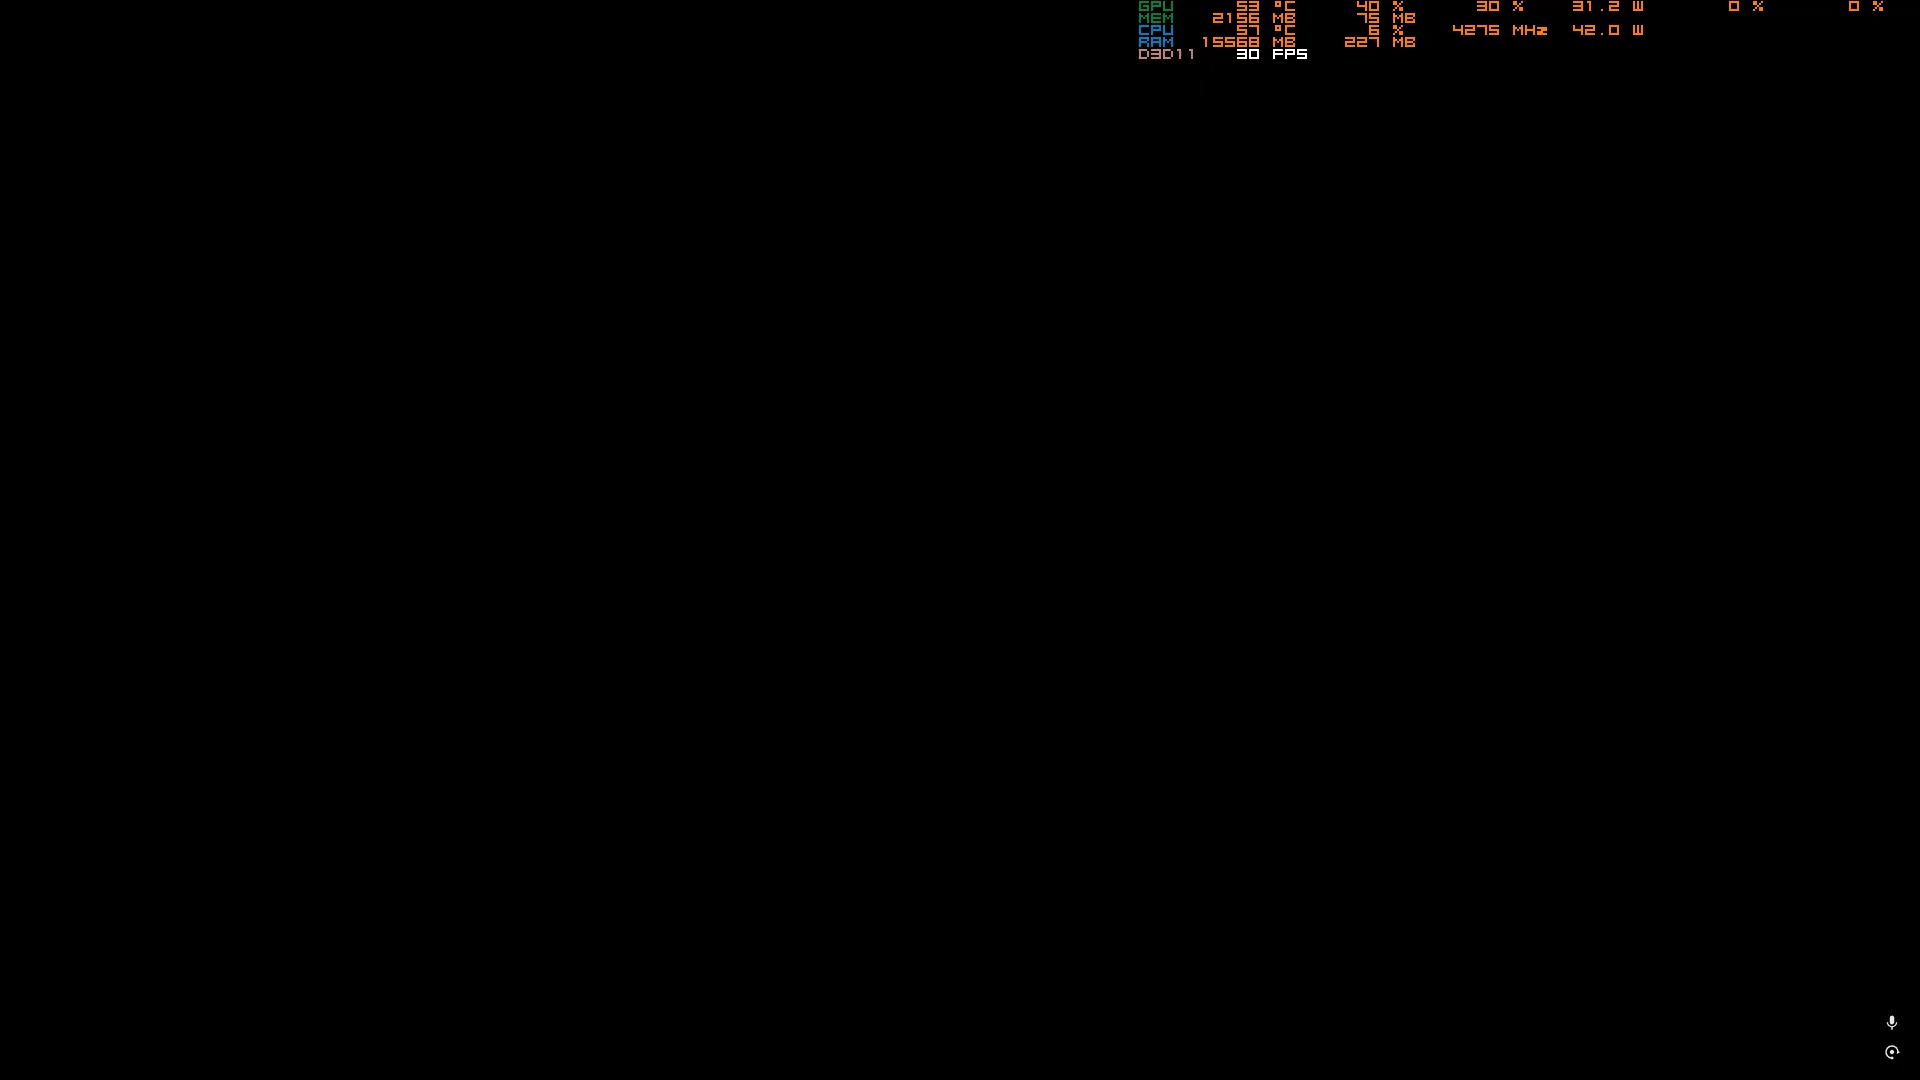 GPU 53 °C 40 % 30 % 31.2 W 0 % 0 %
MEM 2156 MB 75 MB
CPU 57 °C 6 % 4275 MHz 42.0 W
RAM 15568 MB 227 MB
D3D11 30 FPS